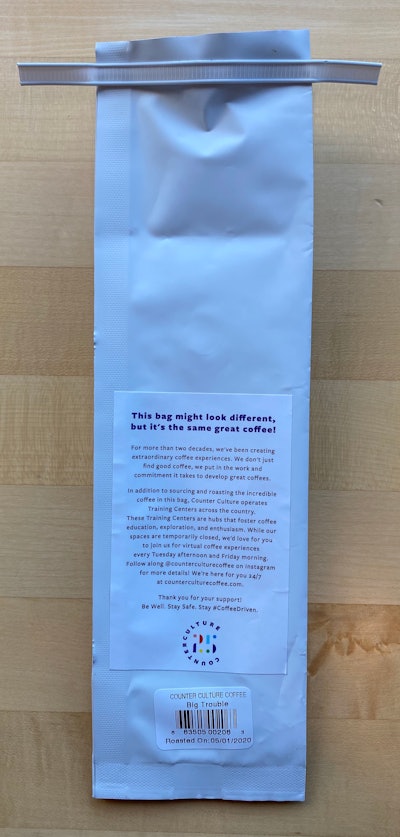 This bag might look different,
but it's the same great coffee!
For more than two decades, we've been creating
extraordinary coffee experiences. We don't just
find good coffee, we put in the work and
commitment it takes to develop great coffees.
In addition to sourcing and roasting the incredible
coffee in this bag, Counter Culture operates
Training Centers across the country.
These Training Centers are hubs that foster coffee
education, exploration, and enthusiasm. While our
spaces are temporarily closed, we'd love for you
to join us for virtual coffee experiences
every Tuesday afternoon and Friday morning.
Follow along @counterculturecoffee on Instagram
for more details! We're here for you 24/7
at counterculturecoffee.com.
Thank you for your support!
Be Well. Stay Safe. Stay #CoffeeDriven.
COUNTER CULTURE
25
COUNTER CULTURE COFFEE
Big Trouble
8 63505 00206 3
Roasted On:05/01/2020